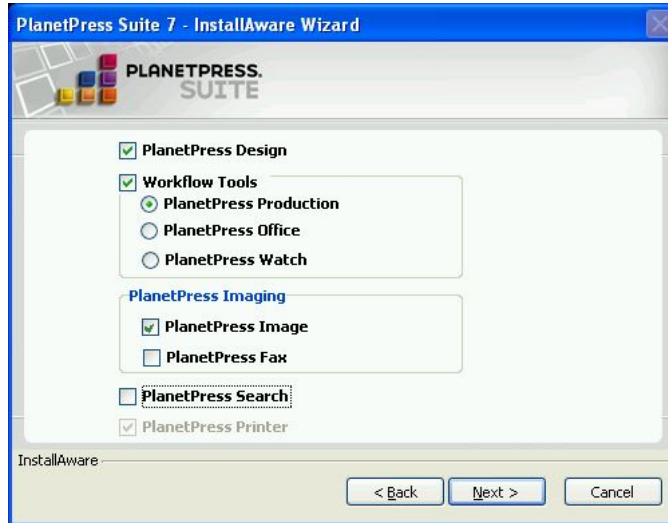 PlanetPress Suite 7 - InstallAware Wizard
PLANETPRESS.
SUITE
PlanetPress Design
Workflow Tools
PlanetPress Production
PlanetPress Office
PlanetPress Watch
PlanetPress Imaging
PlanetPress Image
PlanetPress Fax
PlanetPress Search
PlanetPress Printer
InstallAware
< Back Next > Cancel